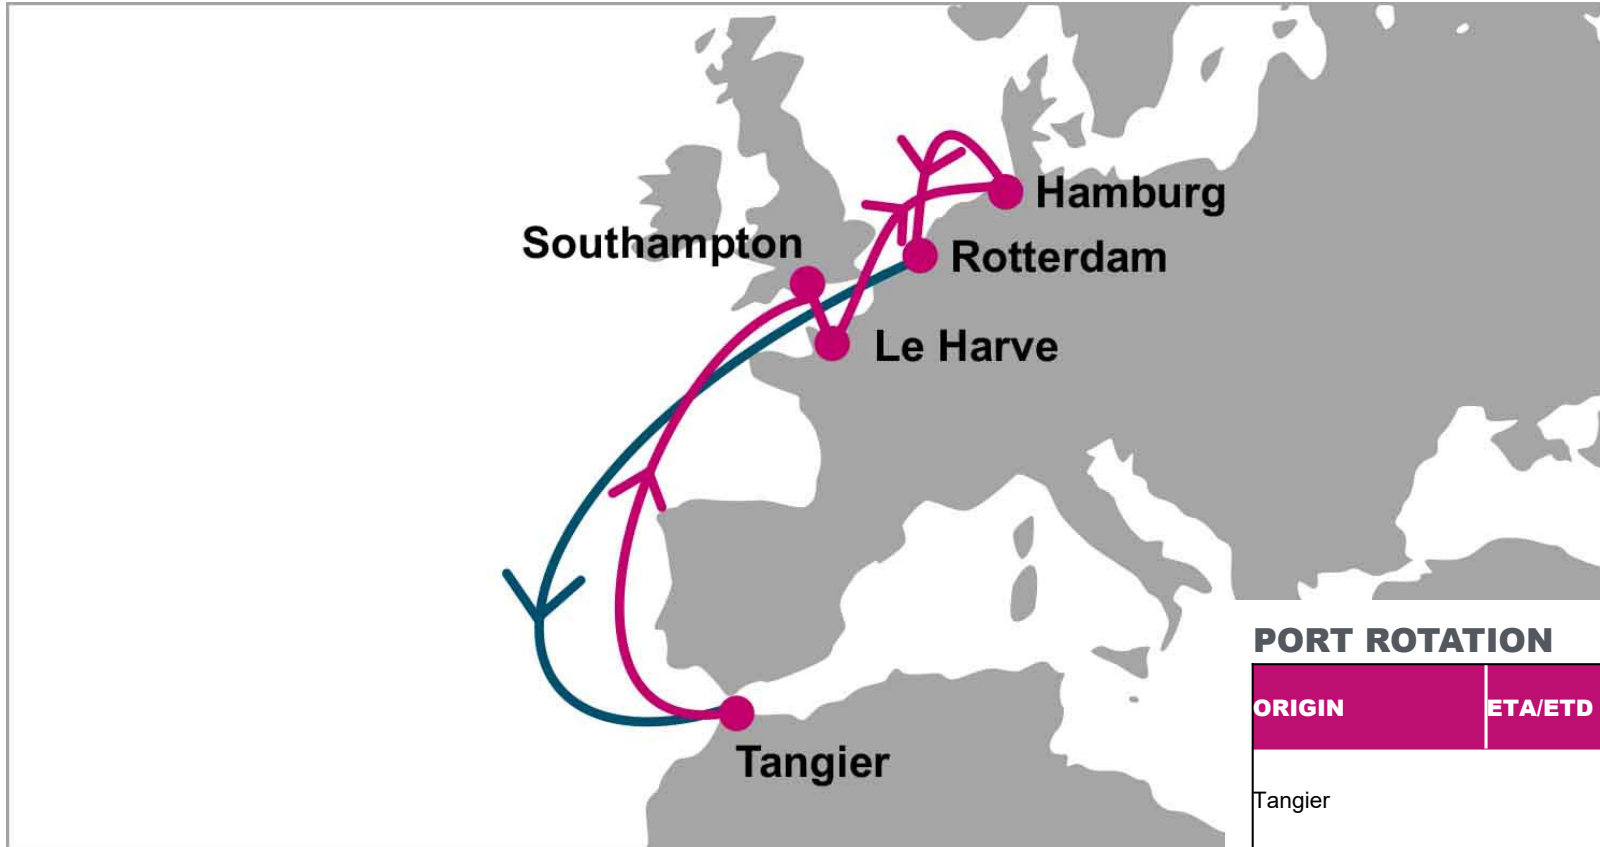 Hamburg
Southampton
Rotterdam
Le Harve
Tangier
PORT ROTATION
ORIGIN ETA/ETD
Tangier